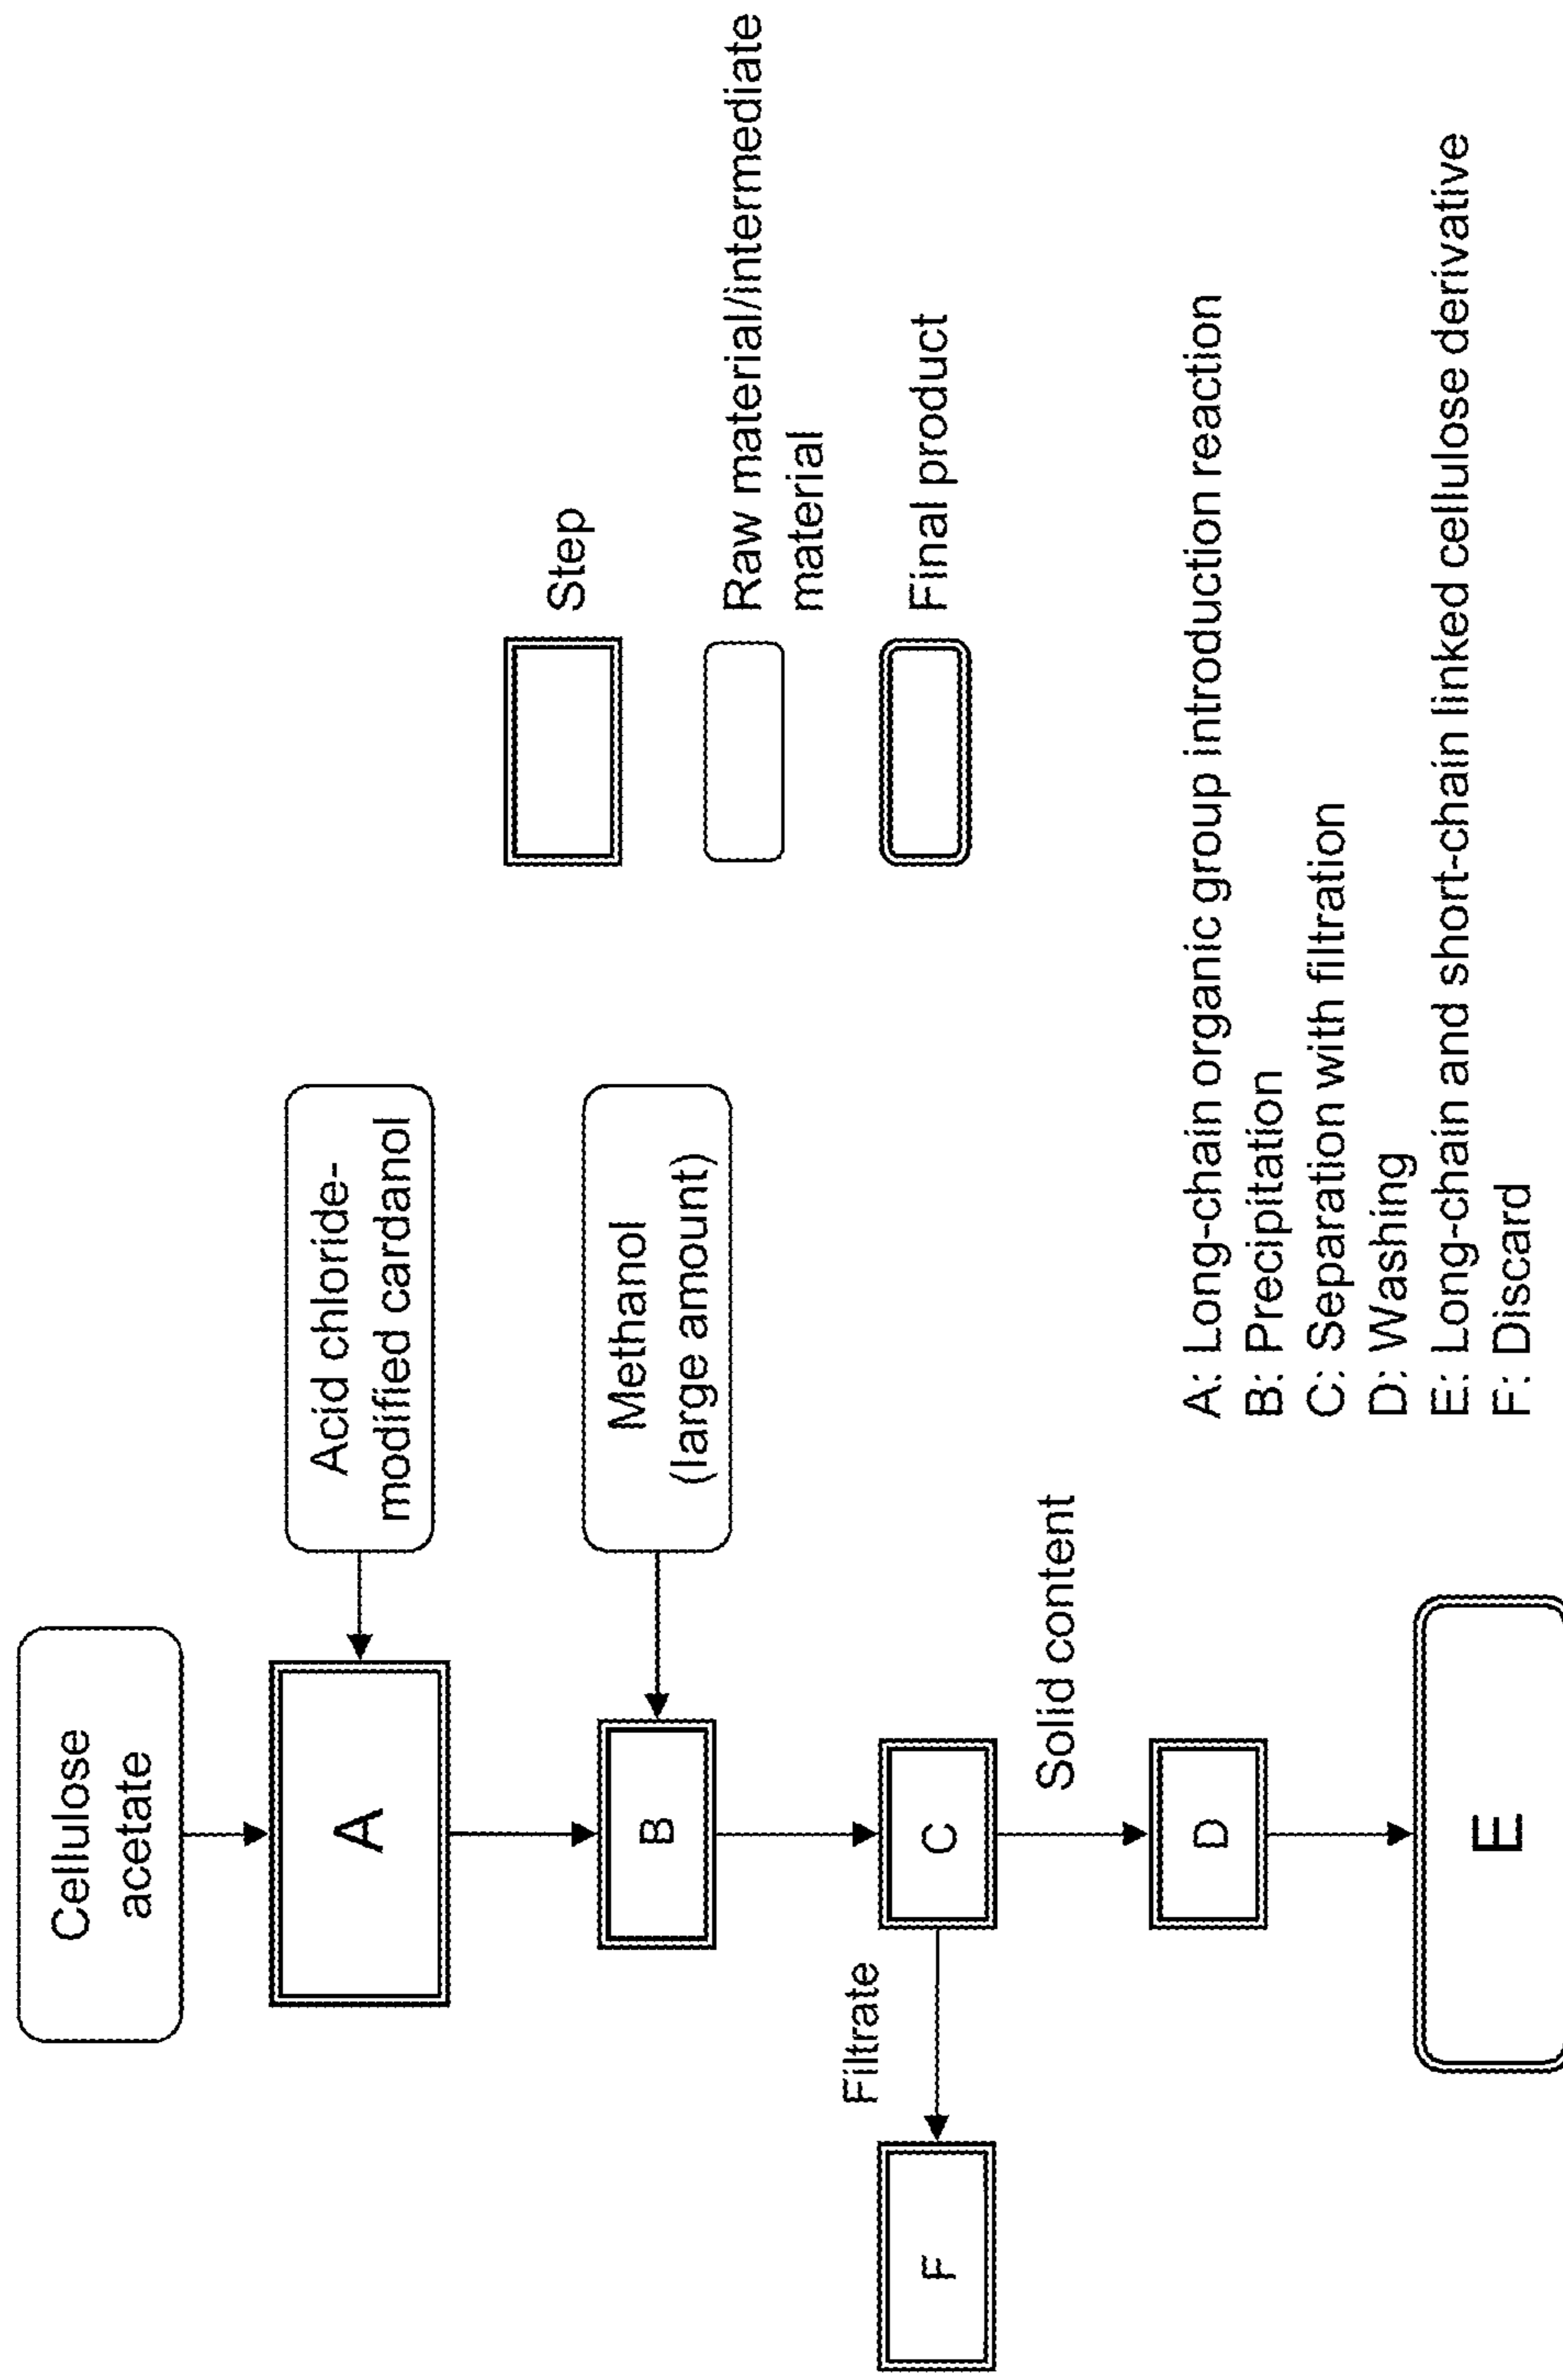 Cellulose
acetate
Acid chloride-
modified cardanol
A
Methanol
(large amount)
B
Filtrate
C
F
Solid content
D
E
Step
Raw material/intermediate
material
Final product
A: Long-chain organic group introduction reaction
B: Precipitation
C: Separation with filtration
D: Washing
E: Long-chain and short-chain linked cellulose derivative
F: Discard